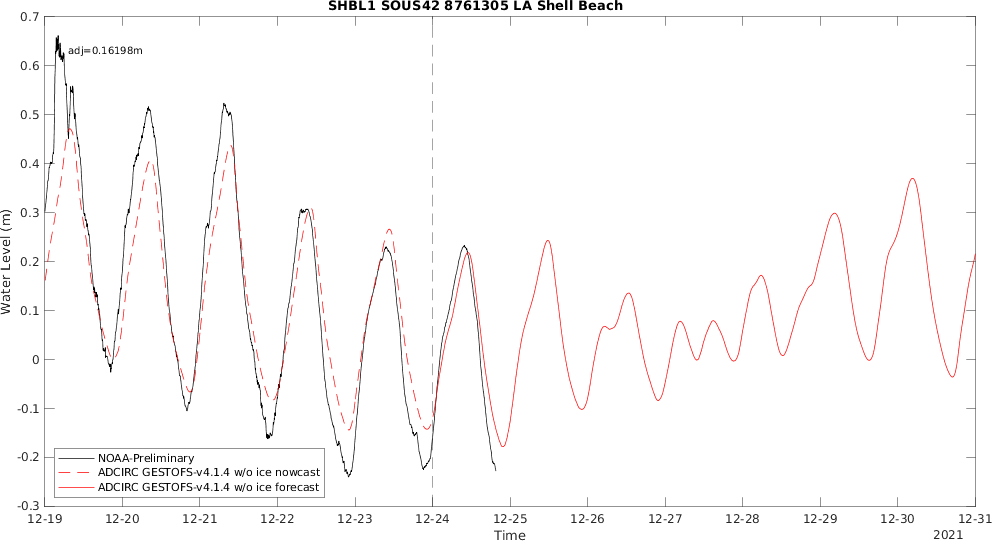 SHBL1 SOUS42 8761305 LA Shell Beach
adj=0.16198m
Water Level (m)
0.7
0.6
0.5
0.4
0.3
0.2
0.1
0
-0.1
-0.2
-0.3
NOAA-Preliminary
ADCIRC GESTOFS-v4.1.4 w/o ice nowcast
ADCIRC GESTOFS-v4.1.4 w/o ice forecast
12-19 12-20 12-21 12-22 12-23 12-24 12-25 12-26 12-27 12-28 12-29 12-30 12-31
Time
2021